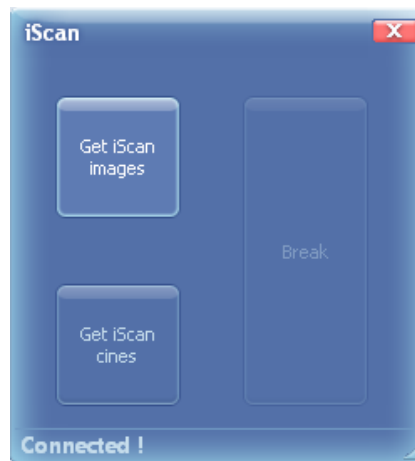 iScan
X
Get iScan
images
Break
Get iScan
cines
Connected !